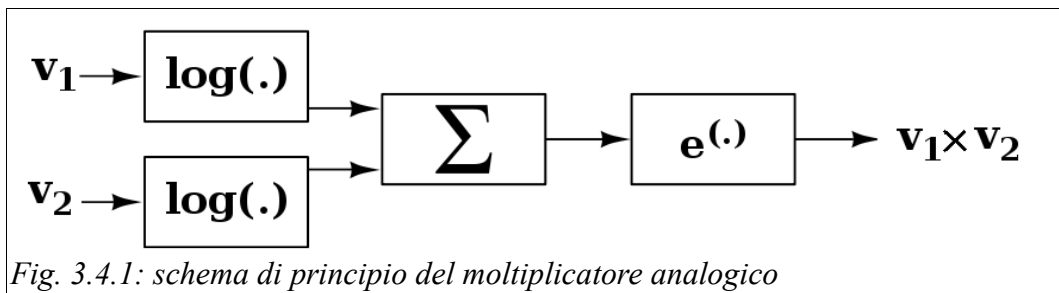 v₁ log(.)
∑ e^(.) v₁×v₂
v₂ log(.)
Fig. 3.4.1: schema di principio del moltiplicatore analogico